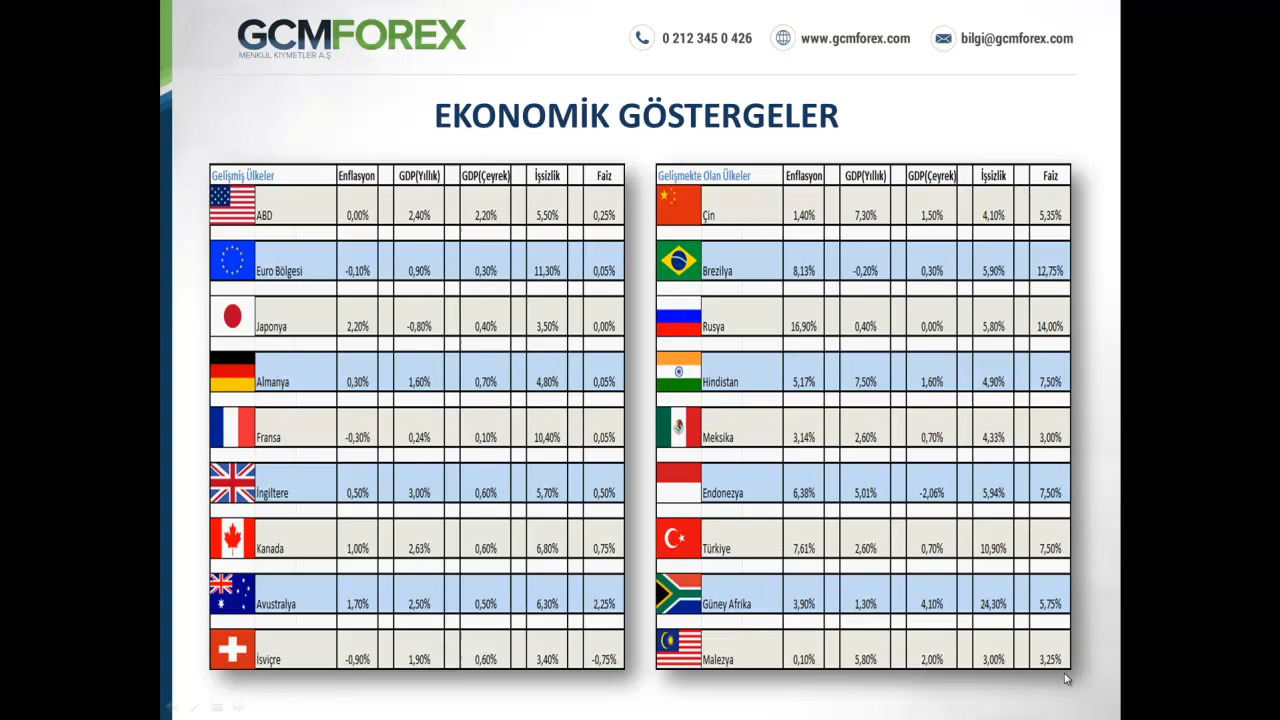 GCMFOREX
MENKUL KIYMETLER A.Ş
0 212 345 0 426 www.gcmforex.com bilgi@gcmforex.com
EKONOMİK GÖSTERGELER
Gelişmiş Ülkeler Enflasyon GDP(Yıllık) GDP(Çeyrek) İşsizlik Faiz
ABD 0,00% 2,40% 2,20% 5,50% 0,25%
Euro Bölgesi -0,10% 0,90% 0,30% 11,30% 0,05%
Japonya 2,20% -0,80% 0,40% 3,50% 0,00%
Almanya 0,30% 1,60% 0,70% 4,80% 0,05%
Fransa -0,30% 0,24% 0,10% 10,40% 0,05%
İngiltere 0,50% 3,00% 0,60% 5,70% 0,50%
Kanada 1,00% 2,63% 0,60% 6,80% 0,75%
Avustralya 1,70% 2,50% 0,50% 6,30% 2,25%
İsviçre -0,90% 1,90% 0,60% 3,40% -0,75%
Gelişmekte Olan Ülkeler Enflasyon GDP(Yıllık) GDP(Çeyrek) İşsizlik Faiz
Çin 1,40% 7,30% 1,50% 4,10% 5,35%
Brezilya 8,13% -0,20% 0,30% 5,90% 12,75%
Rusya 16,90% 0,40% 0,00% 5,80% 14,00%
Hindistan 5,17% 7,50% 1,60% 4,90% 7,50%
Meksika 3,14% 2,60% 0,70% 4,33% 3,00%
Endonezya 6,38% 5,01% -2,06% 5,94% 7,50%
Türkiye 7,61% 2,60% 0,70% 10,90% 7,50%
Güney Afrika 3,90% 1,30% 4,10% 24,30% 5,75%
Malezya 0,10% 5,80% 2,00% 3,00% 3,25%